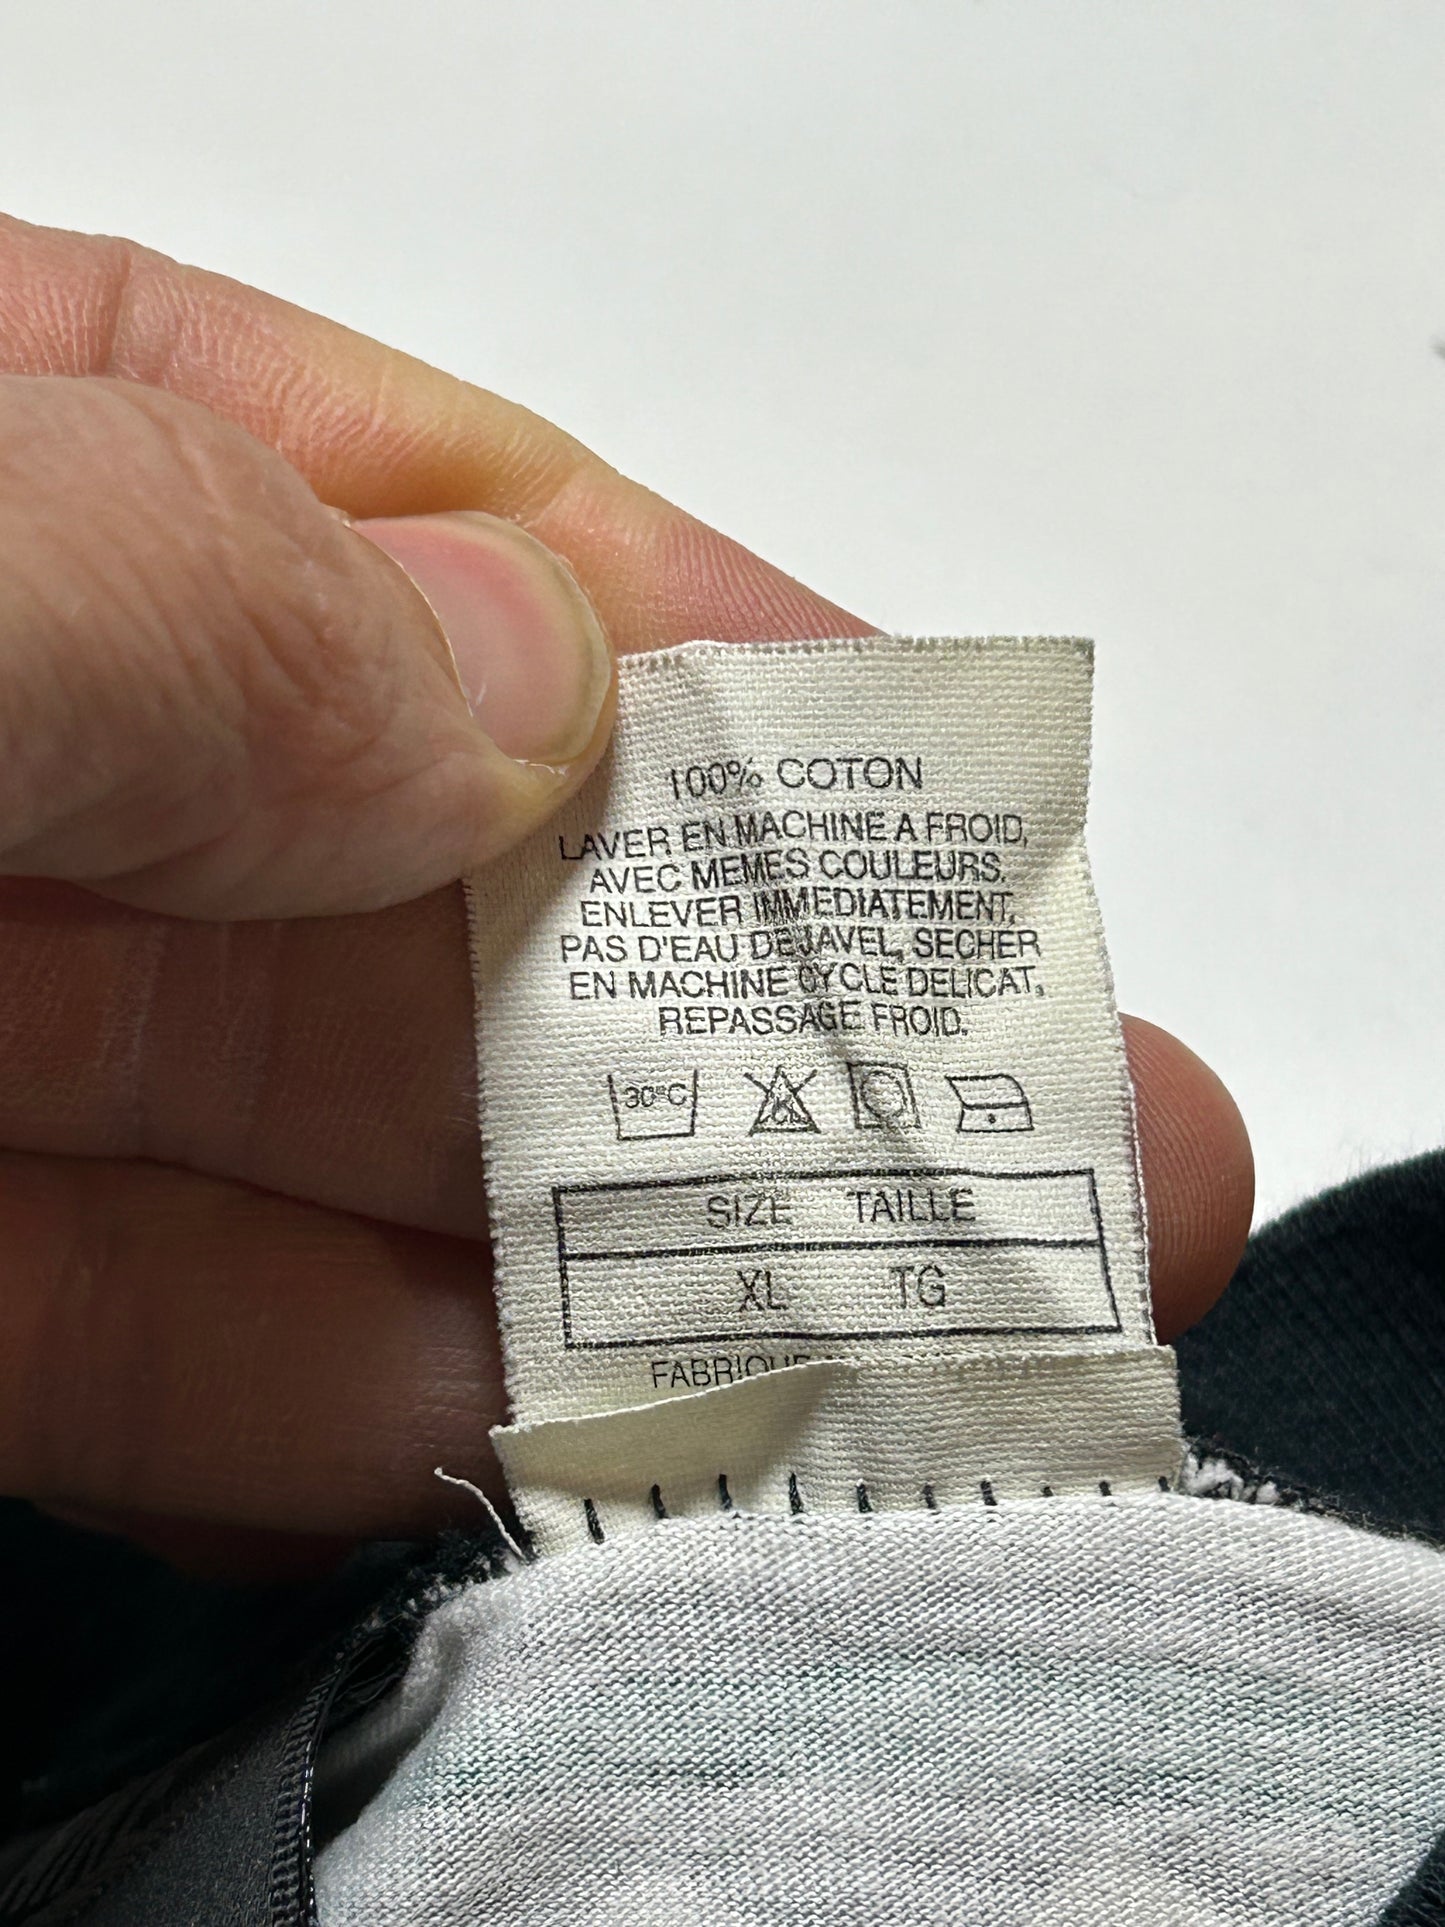 100% COTON
LAVER EN MACHINE A FROID,
AVEC MEMES COULEURS.
ENLEVER IMMEDIATEMENT,
PAS D'EAU DE JAVEL, SECHER
EN MACHINE CYCLE DELICAT,
REPASSAGE FROID.
30°C CL
SIZE TAILLE
XL TG